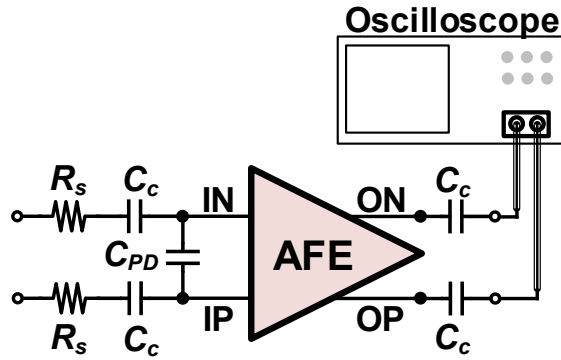 Oscilloscope
R_s C_c IN ON C_c
C_PD AFE
R_s C_c IP OP C_c